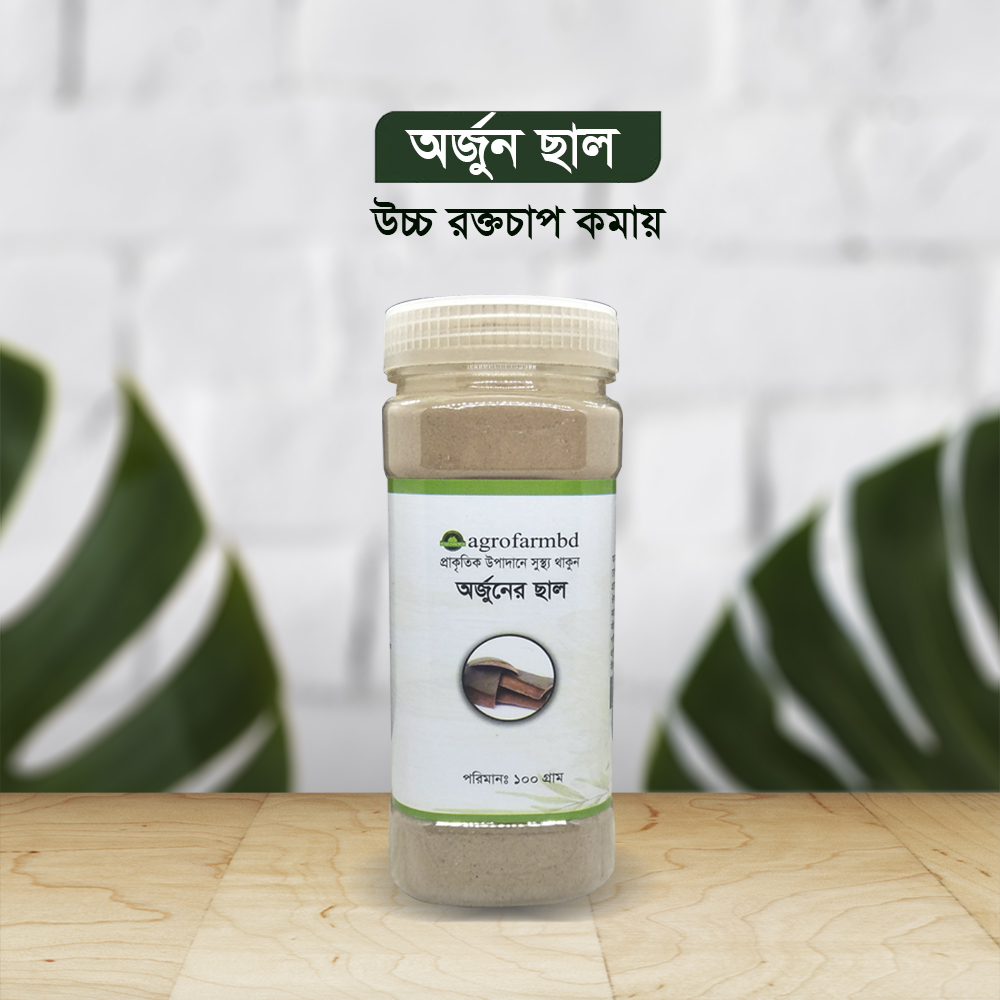 অর্জুন ছাল
উচ্চ রক্তচাপ কমায়
agrofarmbd
প্রাকৃতিক উপাদানে সুস্থ্য থাকুন
অর্জুনের ছাল
পরিমানঃ ১০০ গ্রাম